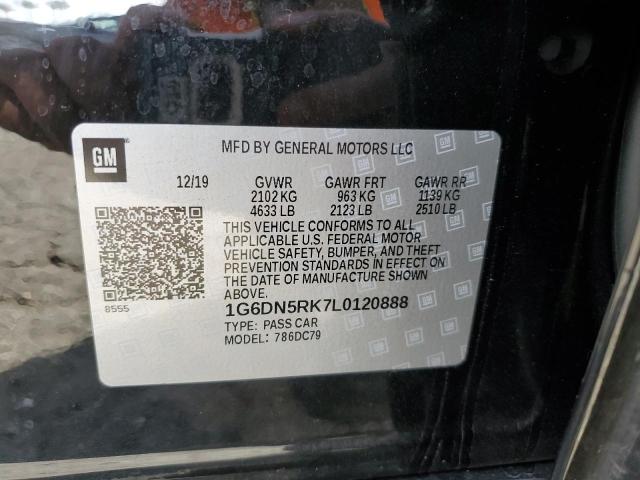 GM
MFD BY GENERAL MOTORS LLC
12/19 GVWR GAWR FRT GAWR RR
2102 KG 963 KG 1139 KG
4633 LB 2123 LB 2510 LB
THIS VEHICLE CONFORMS TO ALL
APPLICABLE U.S. FEDERAL MOTOR
VEHICLE SAFETY, BUMPER, AND THEFT
PREVENTION STANDARDS IN EFFECT ON
THE DATE OF MANUFACTURE SHOWN
ABOVE.
8555
1G6DN5RK7L0120888
TYPE: PASS CAR
MODEL: 786DC79